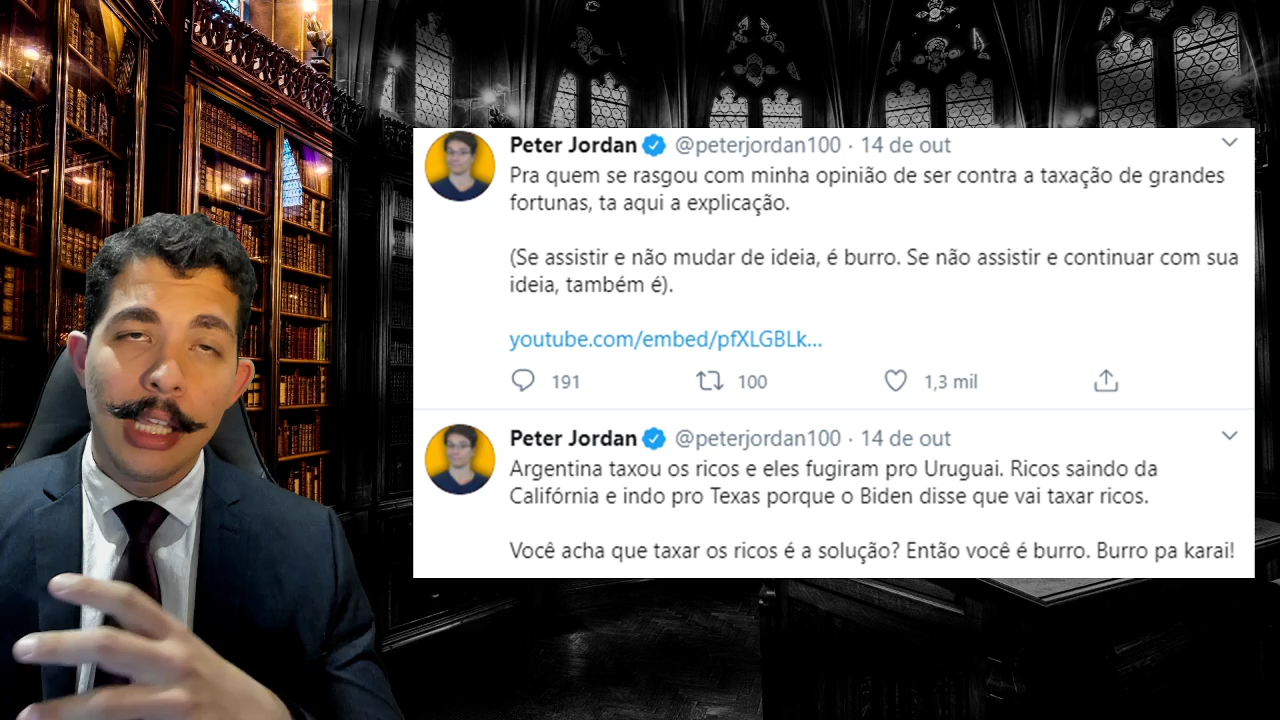 Peter Jordan @peterjordan100 · 14 de out
Pra quem se rasgou com minha opinião de ser contra a taxação de grandes
fortunas, ta aqui a explicação.
(Se assistir e não mudar de ideia, é burro. Se não assistir e continuar com sua
ideia, também é).
youtube.com/embed/pfXLGBLk...
191 100 1,3 mil
Peter Jordan @peterjordan100 · 14 de out
Argentina taxou os ricos e eles fugiram pro Uruguai. Ricos saindo da
Califórnia e indo pro Texas porque o Biden disse que vai taxar ricos.
Você acha que taxar os ricos é a solução? Então você é burro. Burro pa karai!